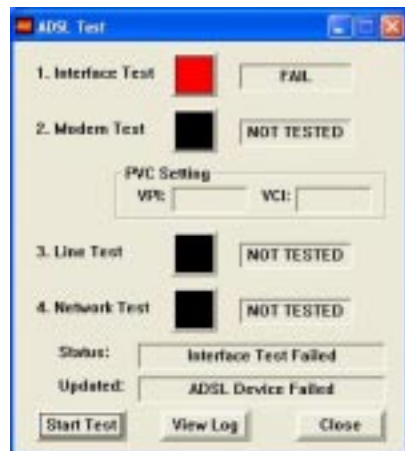 ADSL Test
1. Interface Test FAIL
2. Modem Test NOT TESTED
PVC Setting
VPI: VCI:
3. Line Test NOT TESTED
4. Network Test NOT TESTED
Status: Interface Test Failed
Updated: ADSL Device Failed
Start Test View Log Close